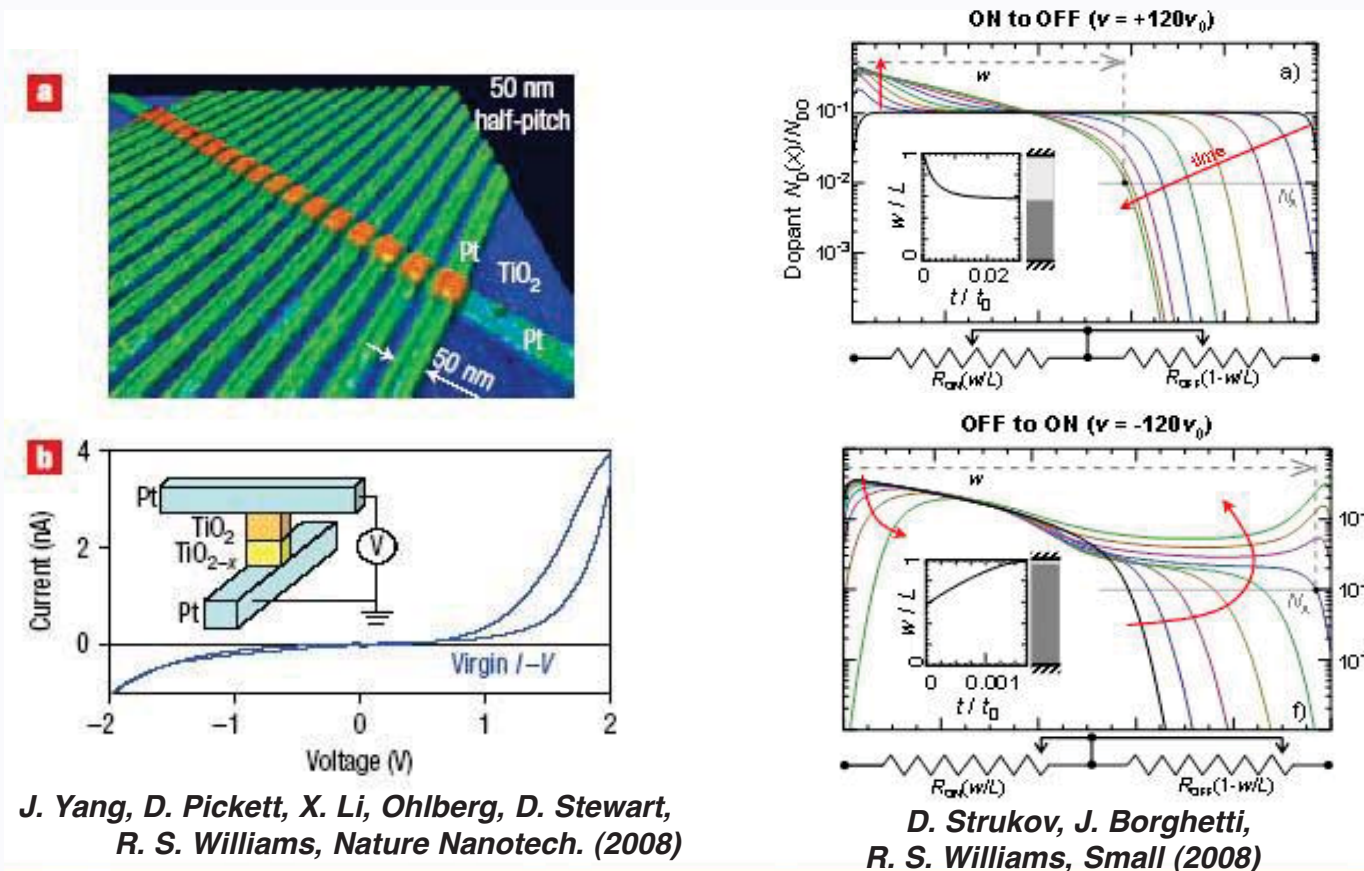 a
50 nm
half-pitch
Pt
TiO2
Pt
50 nm
b
4
2
0
Current (nA)
Pt
TiO2
TiO2−x
Pt
V
Virgin I–V
−2 −1 0 1 2
Voltage (V)
J. Yang, D. Pickett, X. Li, Ohlberg, D. Stewart,
R. S. Williams, Nature Nanotech. (2008)
ON to OFF (v = +120v0)
a)
w
Dopant ND(x)/ND0
10-1
10-2
10-3
time
NA
w / L
1
0
0 0.02
t / t0
RON(w/L) ROFF(1-w/L)
OFF to ON (v = -120v0)
w
NA
w / L
1
0
0 0.001
t / t0
f)
RON(w/L) ROFF(1-w/L)
D. Strukov, J. Borghetti,
R. S. Williams, Small (2008)